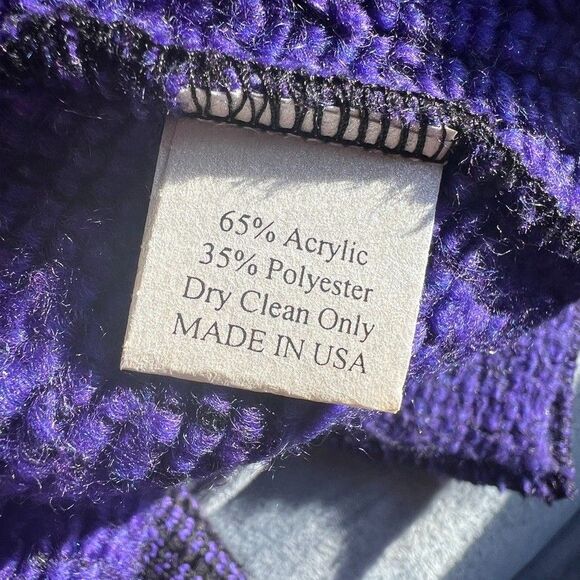 65% Acrylic
35% Polyester
Dry Clean Only
MADE IN USA